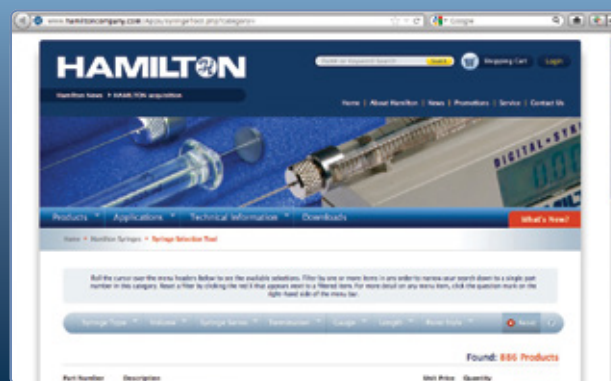 www.hamiltoncompany.com
Google
HAMILTON
Search
Shopping Cart
Login
Hamilton News
HAMILTON acquisition
Home | About Hamilton | News | Promotions | Service | Contact Us
DIGITAL-SYR
0.00
Products
Applications
Technical Information
Downloads
What's New?
Home • Hamilton Syringes • Syringe Selection Tool
Roll the cursor over the menu headers below to see the available selections. Filter by one or more items in any order to narrow your search down to a single part
number in this category. Reset a filter by clicking the red X that appears next to a filtered item. For more detail on any menu item, click the question mark on the
right-hand side of the menu bar.
Syringe Type
Volume
Syringe Series
Termination
Gauge
Length
Point Style
Reset
Found: 886 Products
Part Number
Description
Unit Price
Quantity